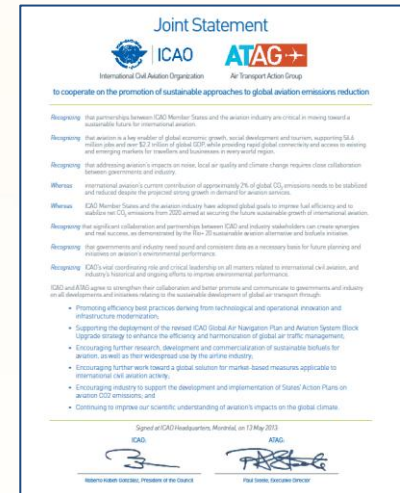 Joint Statement
ICAO
ATAG
International Civil Aviation Organization
Air Transport Action Group
to cooperate on the promotion of sustainable approaches to global aviation emissions reduction
Recognizing that partnerships between ICAO Member States and the aviation industry are critical in moving toward a
sustainable future for international aviation.
Recognizing that aviation is a key enabler of global economic growth, social development and tourism, supporting 56.6
million jobs and over $2.2 trillion of global GDP, while providing rapid global connectivity and access to existing
and emerging markets for travellers and businesses in every world region.
Recognizing that addressing aviation's impacts on noise, local air quality and climate change requires close collaboration
between governments and industry.
Whereas international aviation's current contribution of approximately 2% of global CO2 emissions needs to be stabilized
and reduced despite the projected strong growth in demand for aviation services.
Whereas ICAO Member States and the aviation industry have adopted global goals to improve fuel efficiency and to
stabilize net CO2 emissions from 2020 aimed at securing the future sustainable growth of international aviation.
Recognizing that significant collaboration and partnerships between ICAO and industry stakeholders can create synergies
and real success, as demonstrated by the Rio+ 20 sustainable aviation alternative and biofuels initiative.
Recognizing that governments and industry need sound and consistent data as a necessary basis for future planning and
initiatives on aviation's environmental performance.
Recognizing ICAO's vital coordinating role and critical leadership on all matters related to international civil aviation, and
industry's historical and ongoing efforts to improve environmental performance.
ICAO and ATAG agree to strengthen their collaboration and better promote and communicate to governments and industry
on all developments and initiatives relating to the sustainable development of global air transport through:
• Promoting efficiency best practices deriving from technological and operational innovation and
infrastructure modernization;
• Supporting the deployment of the revised ICAO Global Air Navigation Plan and Aviation System Block
Upgrade strategy to enhance the efficiency and harmonization of global air traffic management;
• Encouraging further research, development and commercialization of sustainable biofuels for
aviation, as well as their widespread use by the airline industry;
• Encouraging further work toward a global solution for market-based measures applicable to
international civil aviation activity;
• Encouraging industry to support the development and implementation of States' Action Plans on
aviation CO2 emissions; and
• Continuing to improve our scientific understanding of aviation's impacts on the global climate.
Signed at ICAO Headquarters, Montréal, on 13 May 2013.
ICAO:
ATAG:
Roberto Kobeh González, President of the Council
Paul Steele, Executive Director